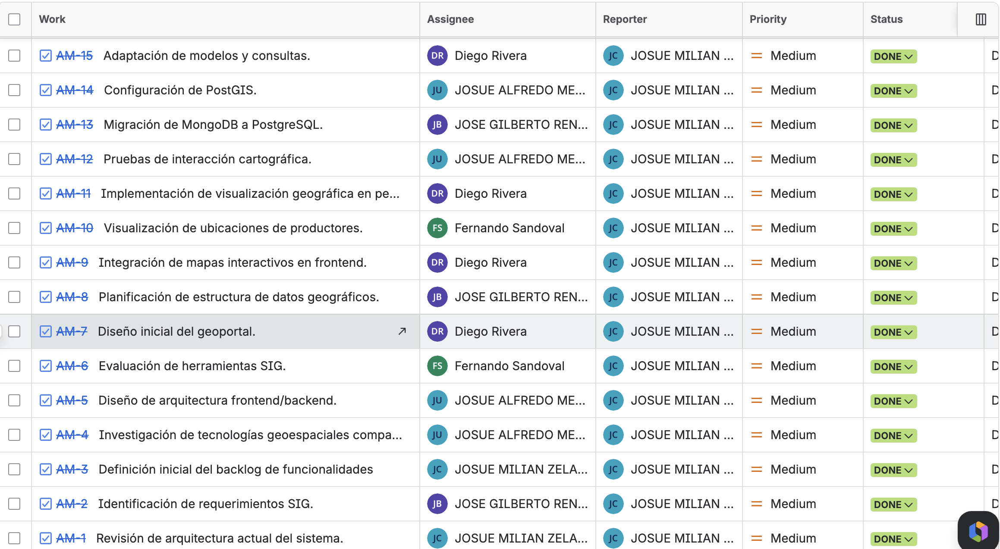 Work Assignee Reporter Priority Status
AM-15 Adaptación de modelos y consultas. DR Diego Rivera JC JOSUE MILIAN ... Medium DONE
AM-14 Configuración de PostGIS. JU JOSUE ALFREDO ME... JC JOSUE MILIAN ... Medium DONE
AM-13 Migración de MongoDB a PostgreSQL. JB JOSE GILBERTO REN... JC JOSUE MILIAN ... Medium DONE
AM-12 Pruebas de interacción cartográfica. JU JOSUE ALFREDO ME... JC JOSUE MILIAN ... Medium DONE
AM-11 Implementación de visualización geográfica en pe... DR Diego Rivera JC JOSUE MILIAN ... Medium DONE
AM-10 Visualización de ubicaciones de productores. FS Fernando Sandoval JC JOSUE MILIAN ... Medium DONE
AM-9 Integración de mapas interactivos en frontend. DR Diego Rivera JC JOSUE MILIAN ... Medium DONE
AM-8 Planificación de estructura de datos geográficos. JB JOSE GILBERTO REN... JC JOSUE MILIAN ... Medium DONE
AM-7 Diseño inicial del geoportal. DR Diego Rivera JC JOSUE MILIAN ... Medium DONE
AM-6 Evaluación de herramientas SIG. FS Fernando Sandoval JC JOSUE MILIAN ... Medium DONE
AM-5 Diseño de arquitectura frontend/backend. JU JOSUE ALFREDO ME... JC JOSUE MILIAN ... Medium DONE
AM-4 Investigación de tecnologías geoespaciales compa... JU JOSUE ALFREDO ME... JC JOSUE MILIAN ... Medium DONE
AM-3 Definición inicial del backlog de funcionalidades JC JOSUE MILIAN ZELA... JC JOSUE MILIAN ... Medium DONE
AM-2 Identificación de requerimientos SIG. JB JOSE GILBERTO REN... JC JOSUE MILIAN ... Medium DONE
AM-1 Revisión de arquitectura actual del sistema. JC JOSUE MILIAN ZELA... JC JOSUE MILIAN ... Medium DONE